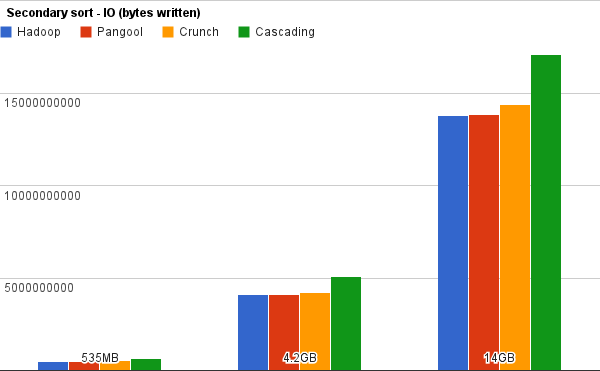 Secondary sort - IO (bytes written)
Hadoop Pangool Crunch Cascading
15000000000
10000000000
5000000000
535MB 4.2GB 14GB